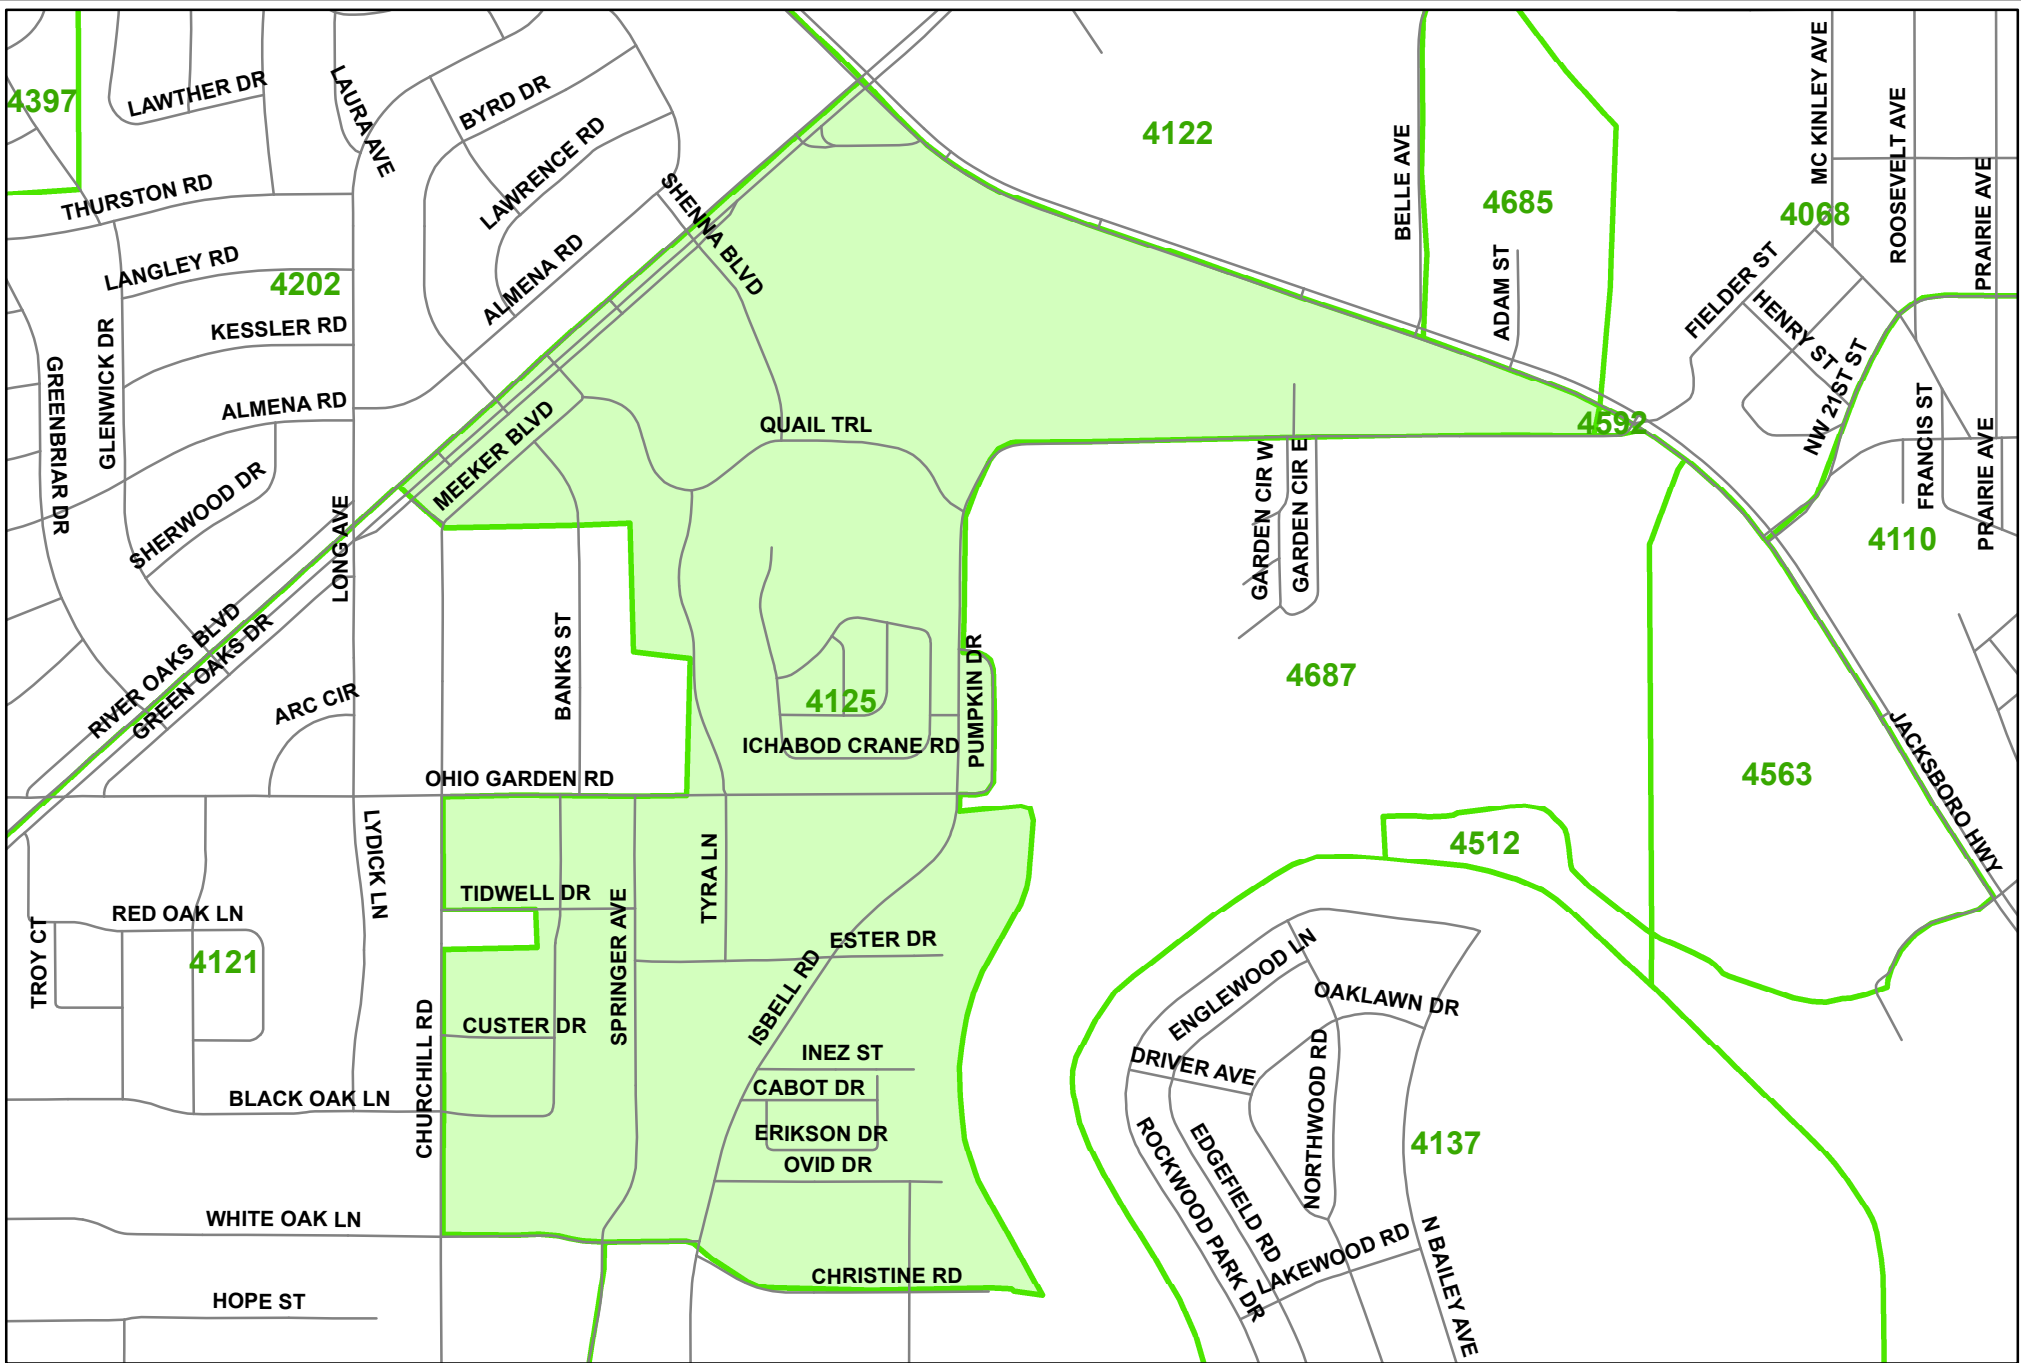 4397
LAWTHER DR
LAURA AVE
BYRD DR
LAWRENCE RD
4122
BELLE AVE
4685
MC KINLEY AVE
ROOSEVELT AVE
PRAIRIE AVE
4068
THURSTON RD
SHENNA BLVD
LANGLEY RD
4202
ALMENA RD
ADAM ST
FIELDER ST
HENRY ST
KESSLER RD
GLENWICK DR
GREENBRIAR DR
ALMENA RD
MEEKER BLVD
QUAIL TRL
4592
NW 21ST ST
FRANCIS ST
PRAIRIE AVE
SHERWOOD DR
LONG AVE
GARDEN CIR W
GARDEN CIR E
4110
RIVER OAKS BLVD
GREEN OAKS DR
ARC CIR
BANKS ST
4125
PUMPKIN DR
4687
ICHABOD CRANE RD
JACKSBORO HWY
OHIO GARDEN RD
4563
LYDICK LN
TIDWELL DR
TYRA LN
4512
RED OAK LN
TROY CT
4121
SPRINGER AVE
ESTER DR
ISBELL RD
ENGLEWOOD LN
OAKLAWN DR
CHURCHILL RD
CUSTER DR
INEZ ST
DRIVER AVE
NORTHWOOD RD
CABOT DR
BLACK OAK LN
ERIKSON DR
OVID DR
ROCKWOOD PARK DR
EDGEFIELD RD
4137
WHITE OAK LN
CHRISTINE RD
LAKEWOOD RD
N BAILEY AVE
HOPE ST